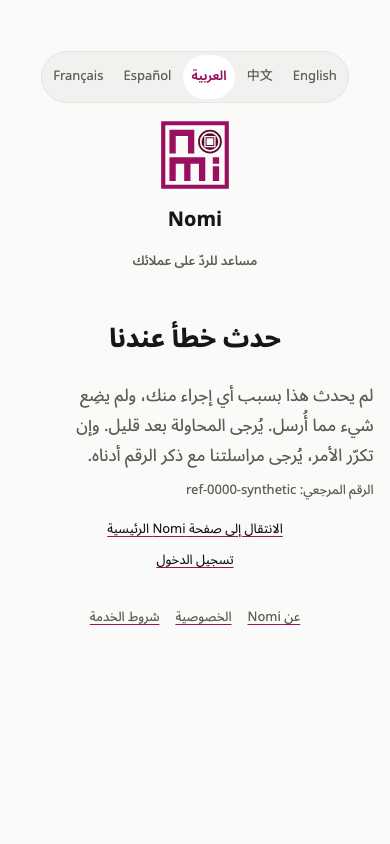 English 中文 العربية Español Français
nomi
Nomi
مساعد للردّ على عملائك
حدث خطأ عندنا
لم يحدث هذا بسبب أي إجراء منك، ولم يضِع
شيء مما أُرسل. يُرجى المحاولة بعد قليل. وإن
تكرّر الأمر، يُرجى مراسلتنا مع ذكر الرقم أدناه.
الرقم المرجعي: ref-0000-synthetic
الانتقال إلى صفحة Nomi الرئيسية
تسجيل الدخول
عن Nomi الخصوصية شروط الخدمة